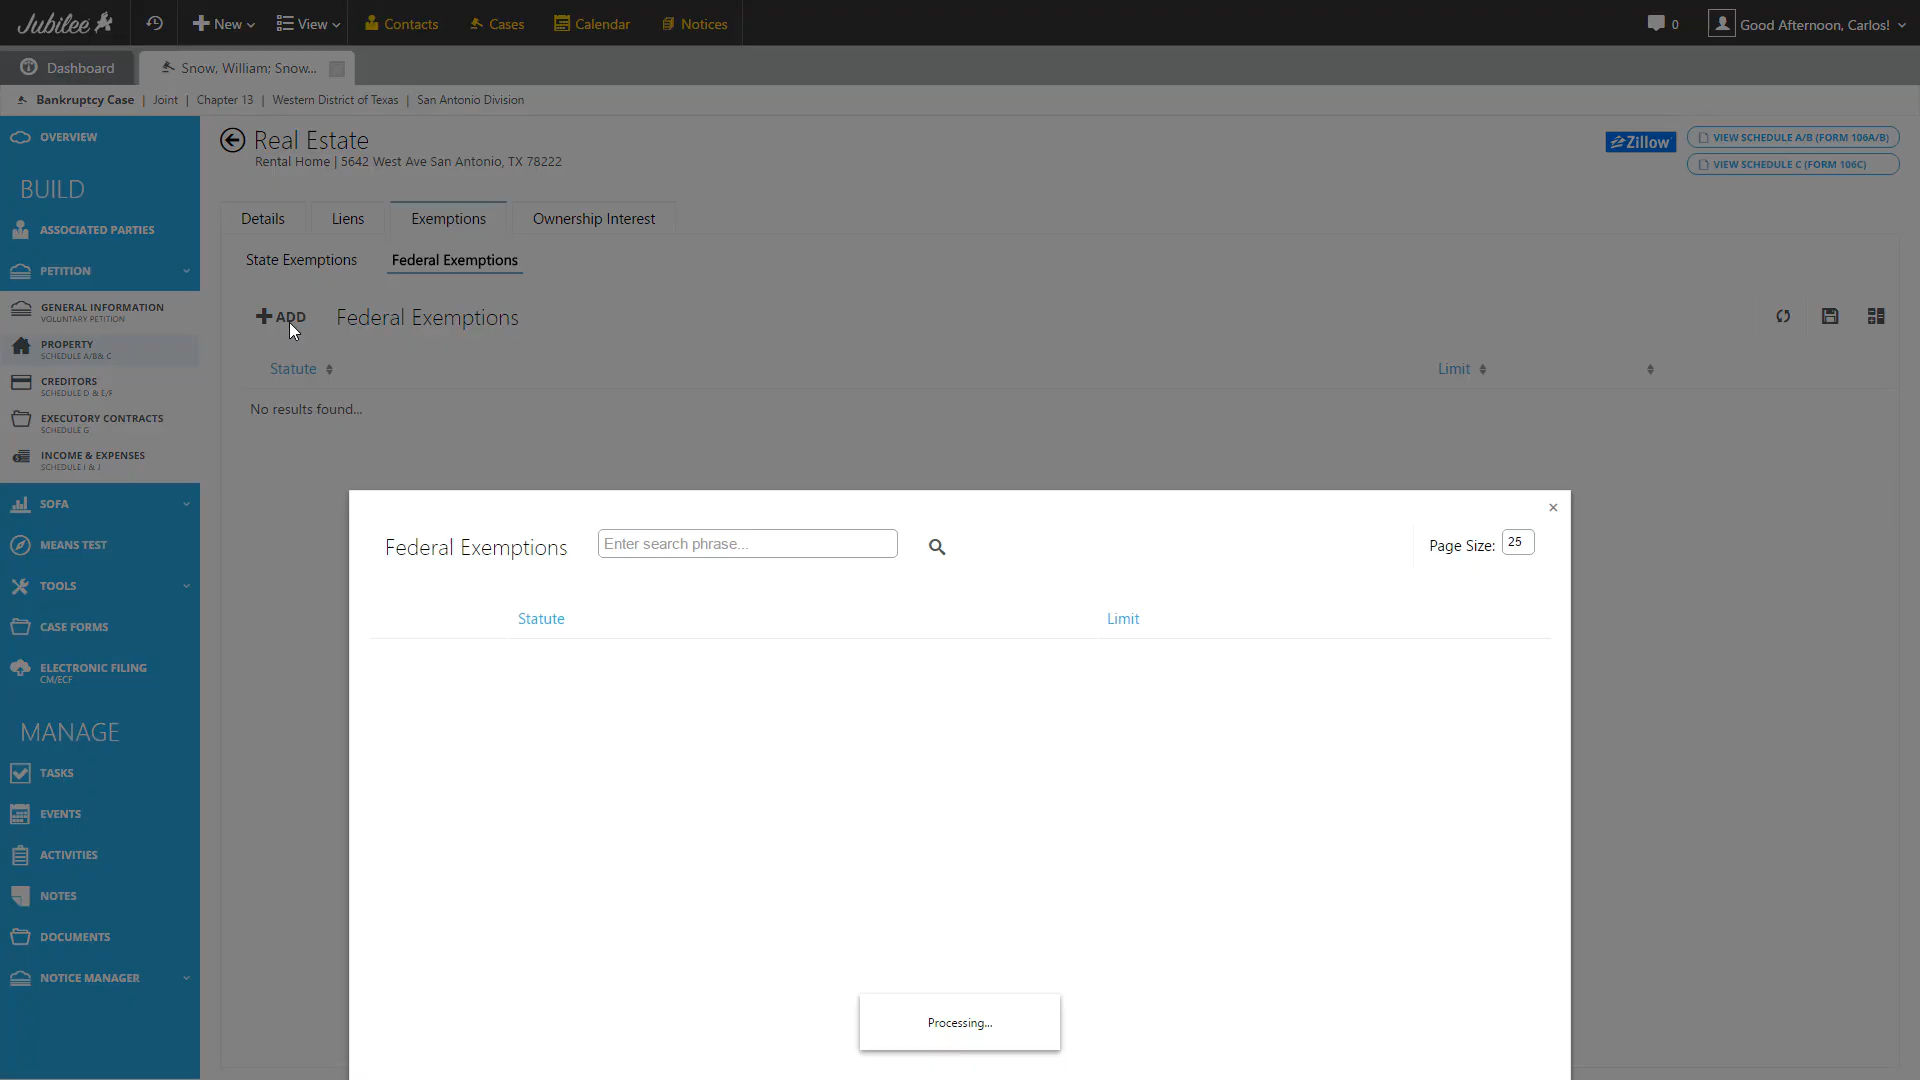 Jubilee
New
View
Contacts
Cases
Calendar
Notices
0
Good Afternoon, Carlos!
Dashboard
Snow, William; Snow...
Bankruptcy Case | Joint | Chapter 13 | Western District of Texas | San Antonio Division
OVERVIEW
BUILD
ASSOCIATED PARTIES
PETITION
GENERAL INFORMATION
VOLUNTARY PETITION
PROPERTY
SCHEDULE A/B& C
CREDITORS
SCHEDULE D & E/F
EXECUTORY CONTRACTS
SCHEDULE G
INCOME & EXPENSES
SCHEDULE I & J
SOFA
MEANS TEST
TOOLS
CASE FORMS
ELECTRONIC FILING
CM/ECF
MANAGE
TASKS
EVENTS
ACTIVITIES
NOTES
DOCUMENTS
NOTICE MANAGER
Real Estate
Rental Home | 5642 West Ave San Antonio, TX 78222
Zillow
VIEW SCHEDULE A/B (FORM 106A/B)
VIEW SCHEDULE C (FORM 106C)
Details
Liens
Exemptions
Ownership Interest
State Exemptions
Federal Exemptions
ADD
Federal Exemptions
Statute
Limit
No results found...
×
Federal Exemptions
Enter search phrase...
Page Size: 25
Statute
Limit
Processing...